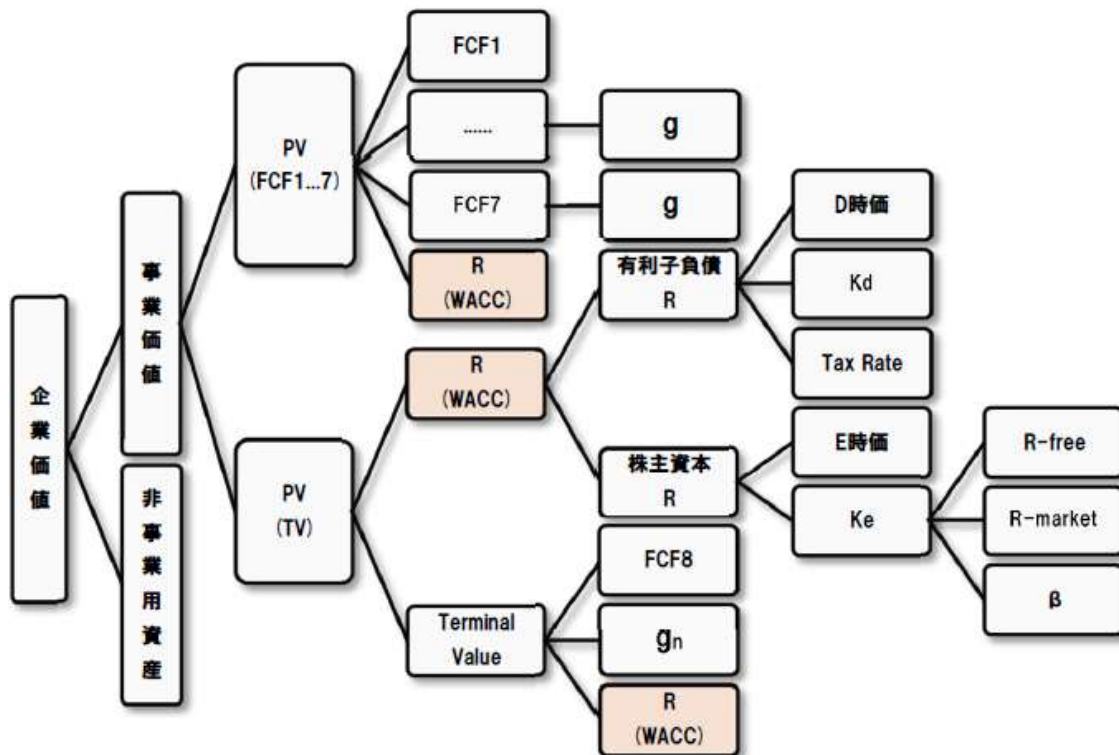 企業価値
事業価値
非事業用資産
PV
(FCF1...7)
PV
(TV)
FCF1
......
FCF7
R
(WACC)
R
(WACC)
Terminal
Value
g
g
有利子負債
R
株主資本
R
FCF8
gn
R
(WACC)
D時価
Kd
Tax Rate
E時価
Ke
R-free
R-market
β